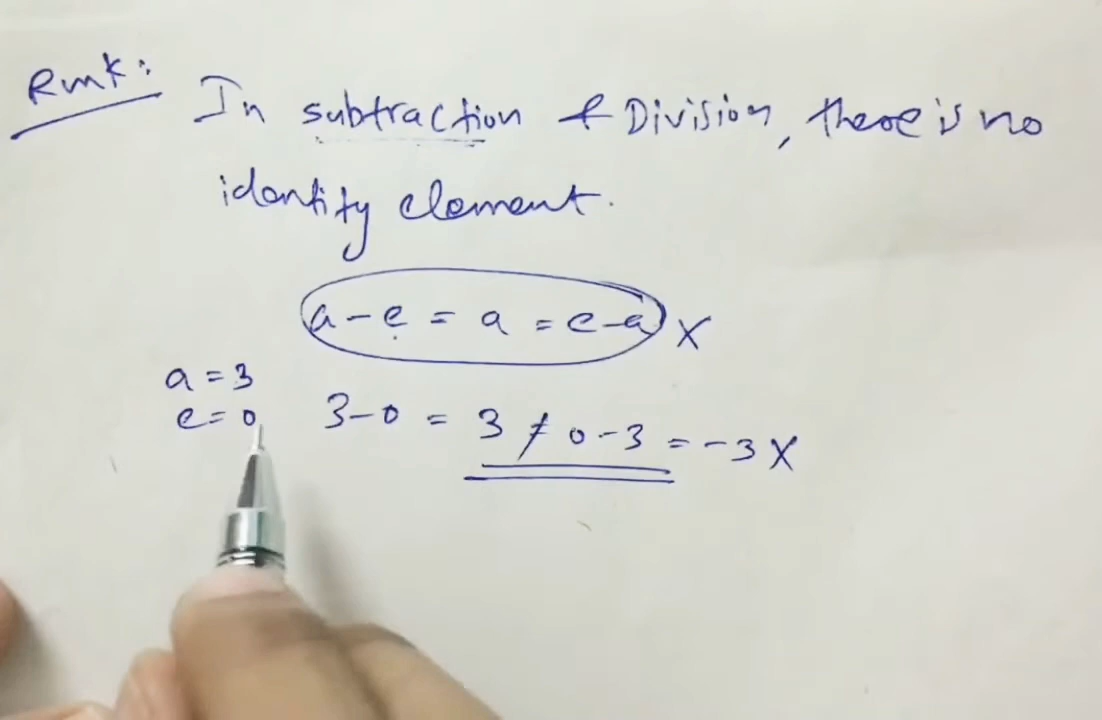 Rmk:
In subtraction & Division, there is no
identity element.
a - e = a = e - a X
a = 3
e = 0 3 - 0 = 3 ≠ 0 - 3 = -3 X